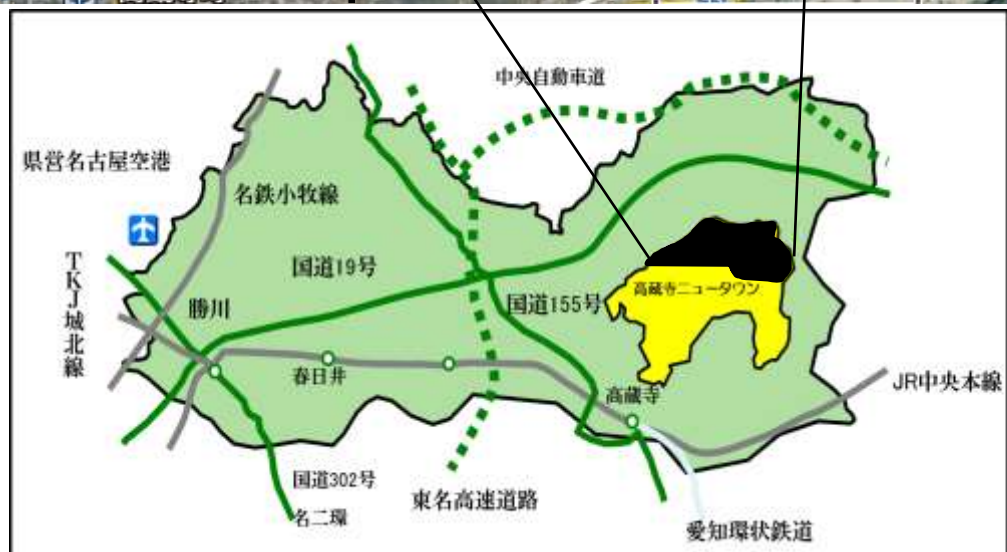 中央自動車道
県営名古屋空港
名鉄小牧線
国道19号
TKJ城北線
勝川
国道155号
高蔵寺ニュータウン
春日井
高蔵寺
JR中央本線
国道302号
名二環
東名高速道路
愛知環状鉄道